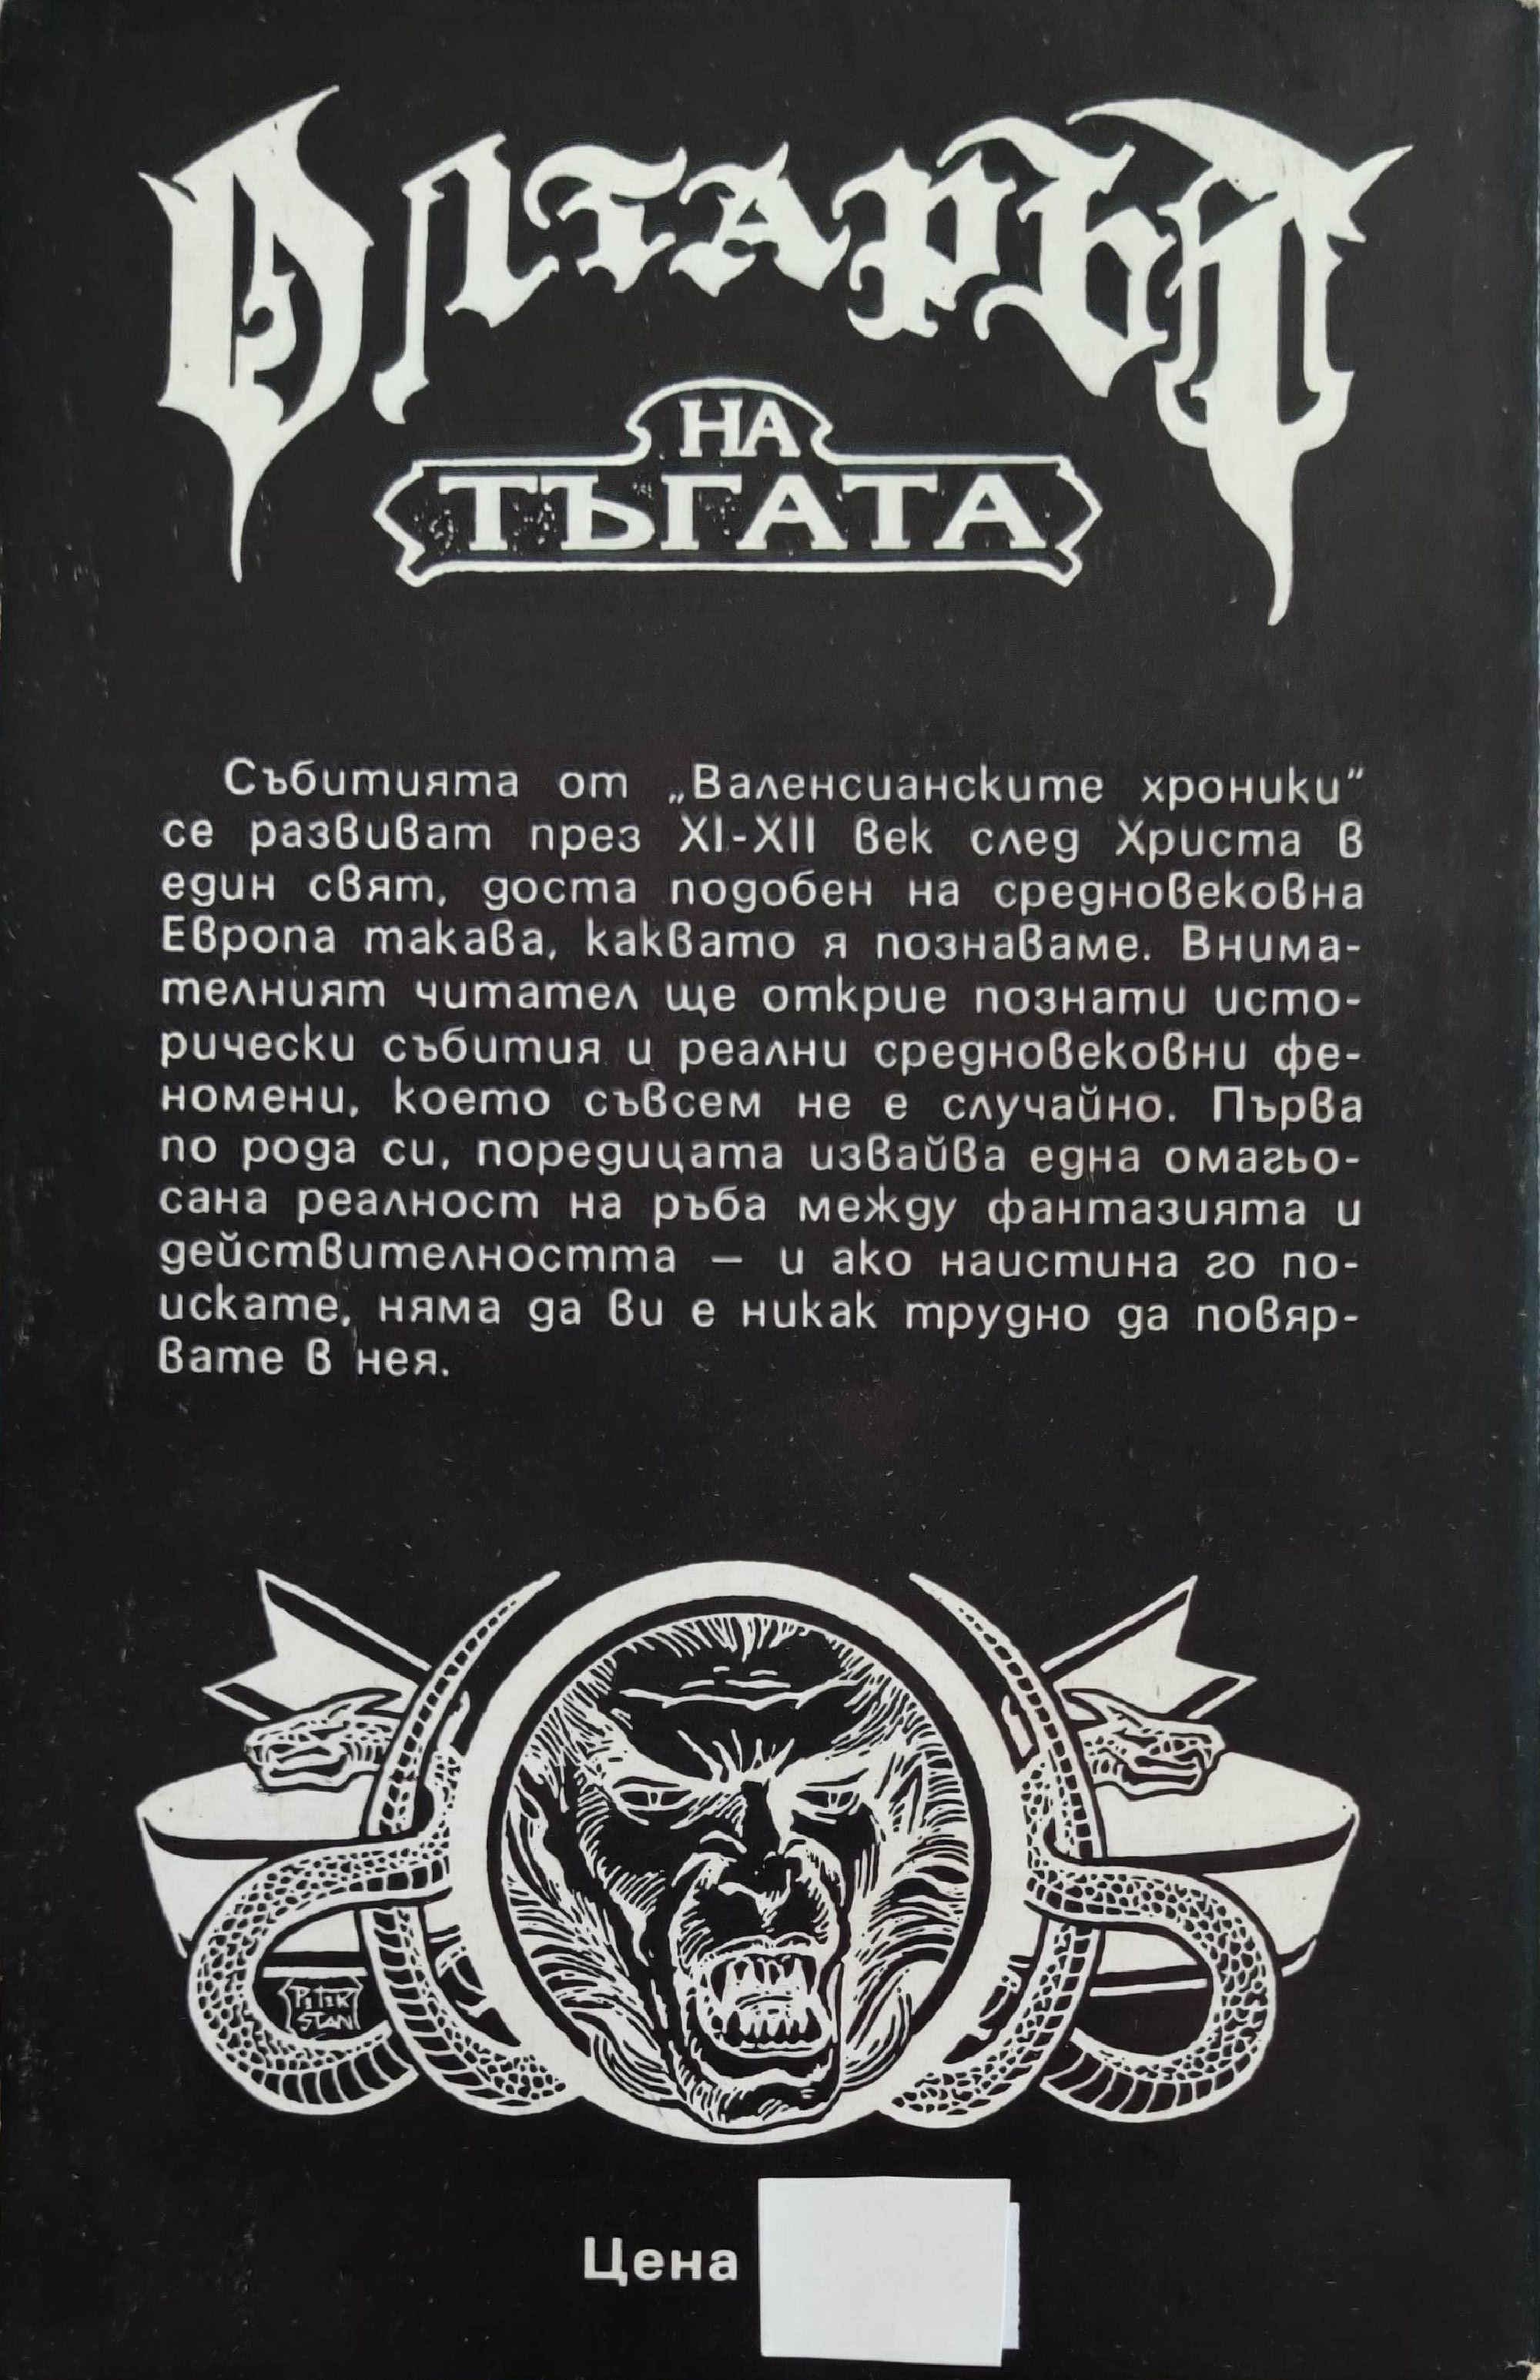 Олтарът
НА
ТЪГАТА
Събитията от „Валенсианските хроники"
се развиват през XI-XII век след Христа в
един свят, доста подобен на средновековна
Европа такава, каквато я познаваме. Внима-
телният читател ще открие познати исто-
рически събития и реални средновековни фе-
номени, което съвсем не е случайно. Първа
по рода си, поредицата извайва една омагьо-
сана реалност на ръба между фантазията и
действителността – и ако наистина го по-
искате, няма да ви е никак трудно да повяр-
вате в нея.
PETER
STAN
Цена